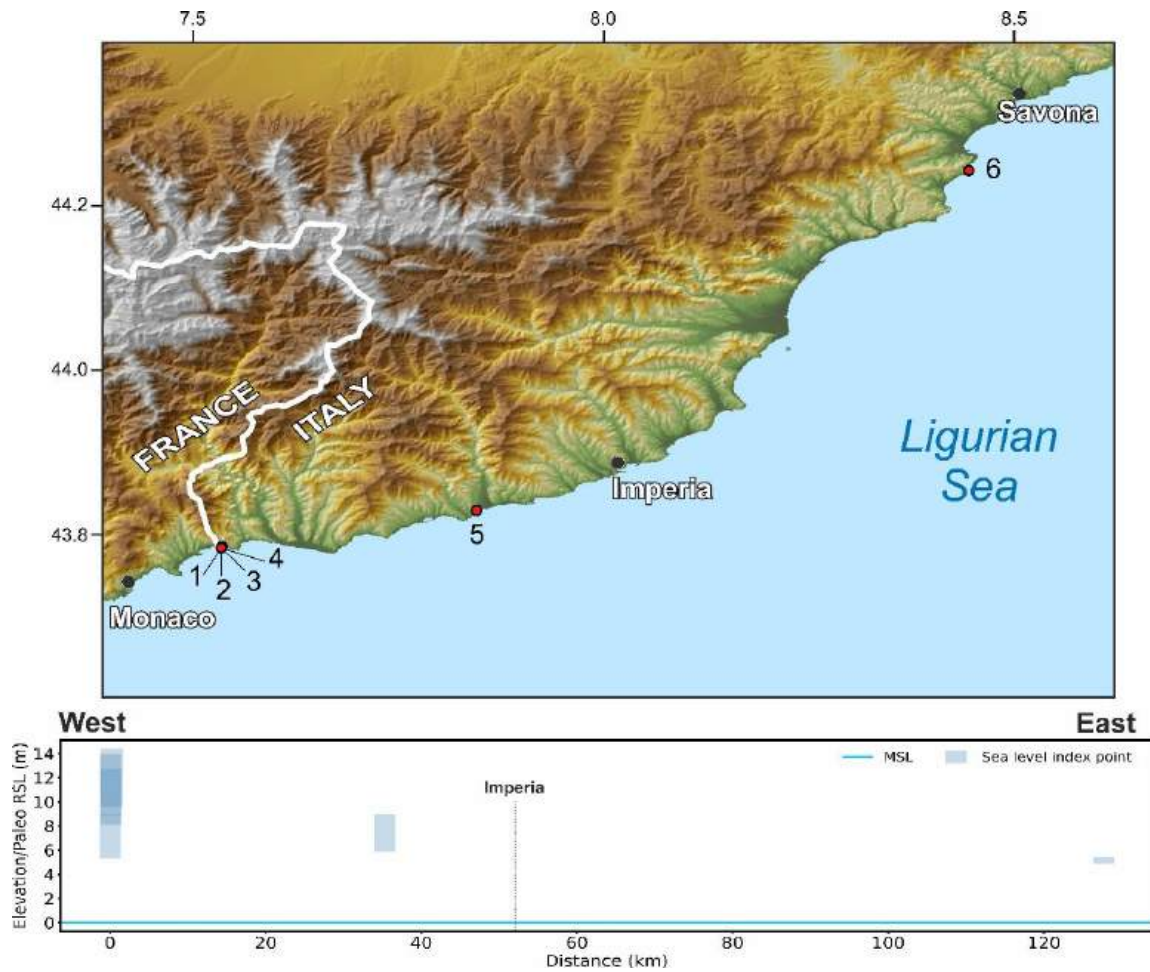 7.5 8.0 8.5
Savona
6
44.2
44.0
FRANCE
ITALY
Ligurian
Sea
Imperia
5
43.8
1 2 3 4
Monaco
West East
Elevation/Paleo RSL (m)
14
12
10
8
6
4
2
0
MSL Sea level index point
Imperia
0 20 40 60 80 100 120
Distance (km)